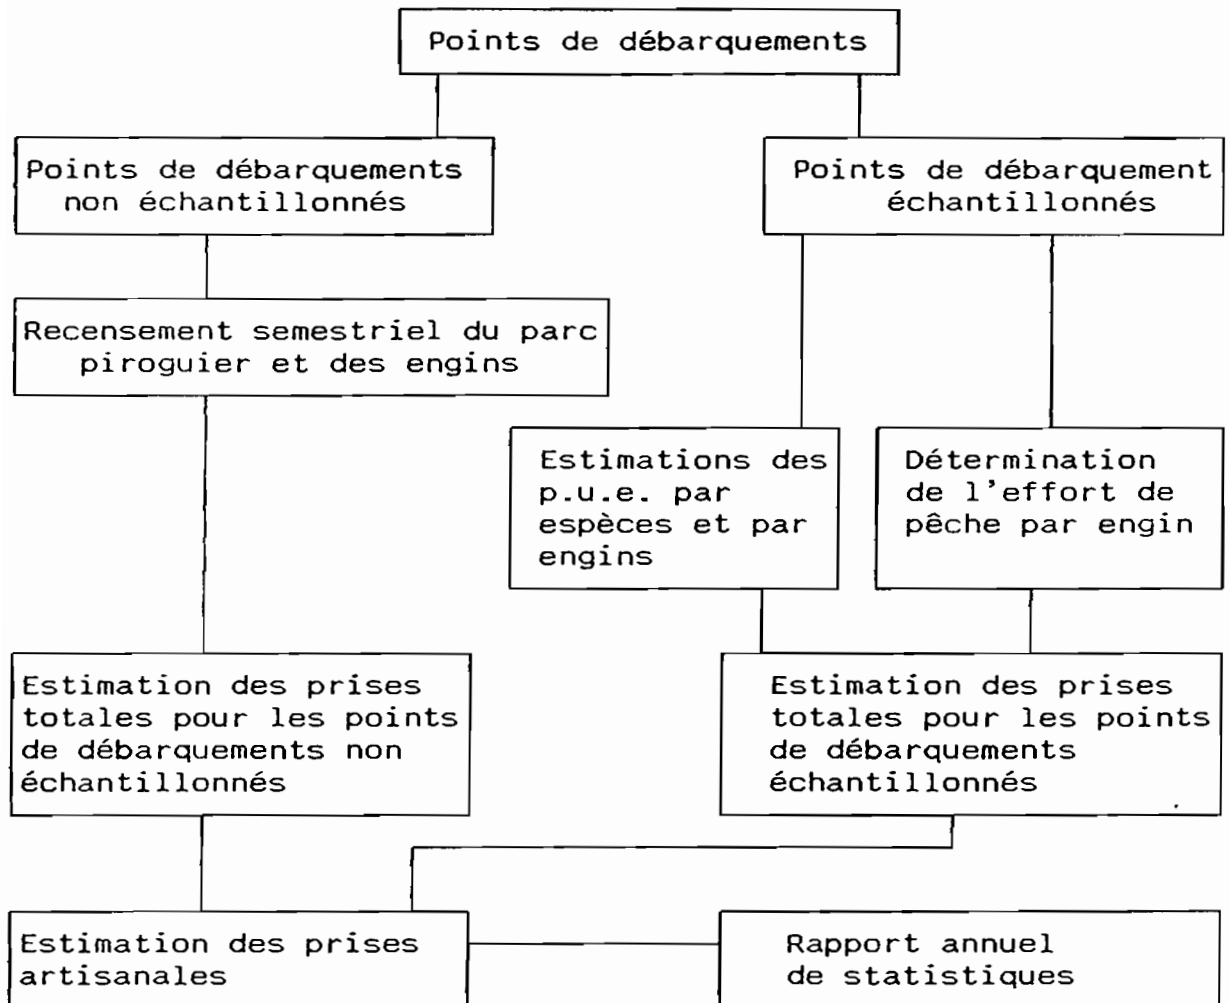 Points de débarquements
Points de débarquements
non échantillonnés
Points de débarquement
échantillonnés
Recensement semestriel du parc
piroguier et des engins
Estimations des
p.u.e. par
espèces et par
engins
Détermination
de l'effort de
pêche par engin
Estimation des prises
totales pour les points
de débarquements non
échantillonnés
Estimation des prises
totales pour les points
de débarquements
échantillonnés
Estimation des prises
artisanales
Rapport annuel
de statistiques